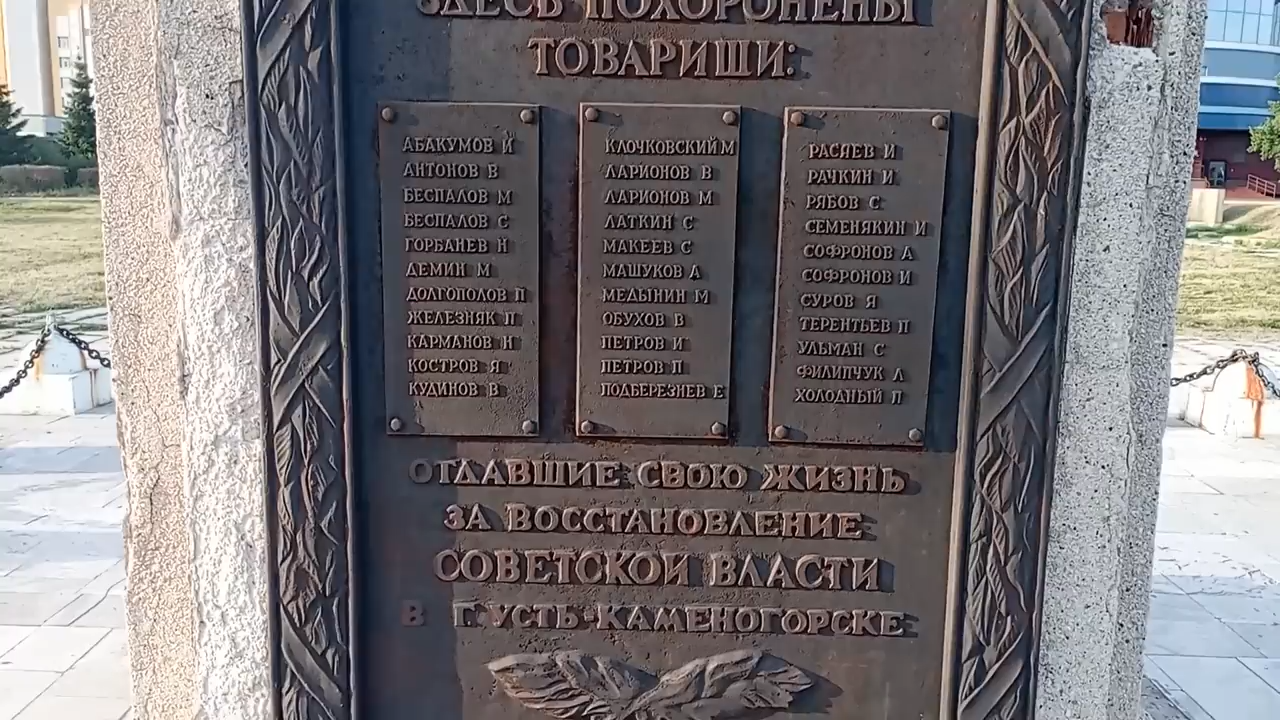 ЗДЕСЬ ПОХОРОНЕНЫ
ТОВАРИЩИ:
АБАКУМОВ И
АНТОНОВ В
БЕСПАЛОВ М
БЕСПАЛОВ С
ГОРБАНЕВ Н
ДЕМИН М
ДОЛГОПОЛОВ П
ЖЕЛЕЗНЯК П
КАРМАНОВ Н
КОСТРОВ Я
КУДИНОВ В
КЛОЧКОВСКИЙ М
ЛАРИОНОВ В
ЛАРИОНОВ М
ЛАТКИН С
МАКЕЕВ С
МАШУКОВ А
МЕДЫНИН М
ОБУХОВ В
ПЕТРОВ И
ПЕТРОВ П
ПОДБЕРЕЗНЕВ Е
РАСЯЕВ И
РАЧКИН И
РЯБОВ С
СЕМЕНЯКИН И
СОФРОНОВ А
СОФРОНОВ И
СУРОВ Я
ТЕРЕНТЬЕВ П
УЛЬМАН С
ФИЛИПЧУК Л
ХОЛОДНЫЙ П
ОТДАВШИЕ СВОЮ ЖИЗНЬ
ЗА ВОССТАНОВЛЕНИЕ
СОВЕТСКОЙ ВЛАСТИ
В Г.УСТЬ-КАМЕНОГОРСКЕ